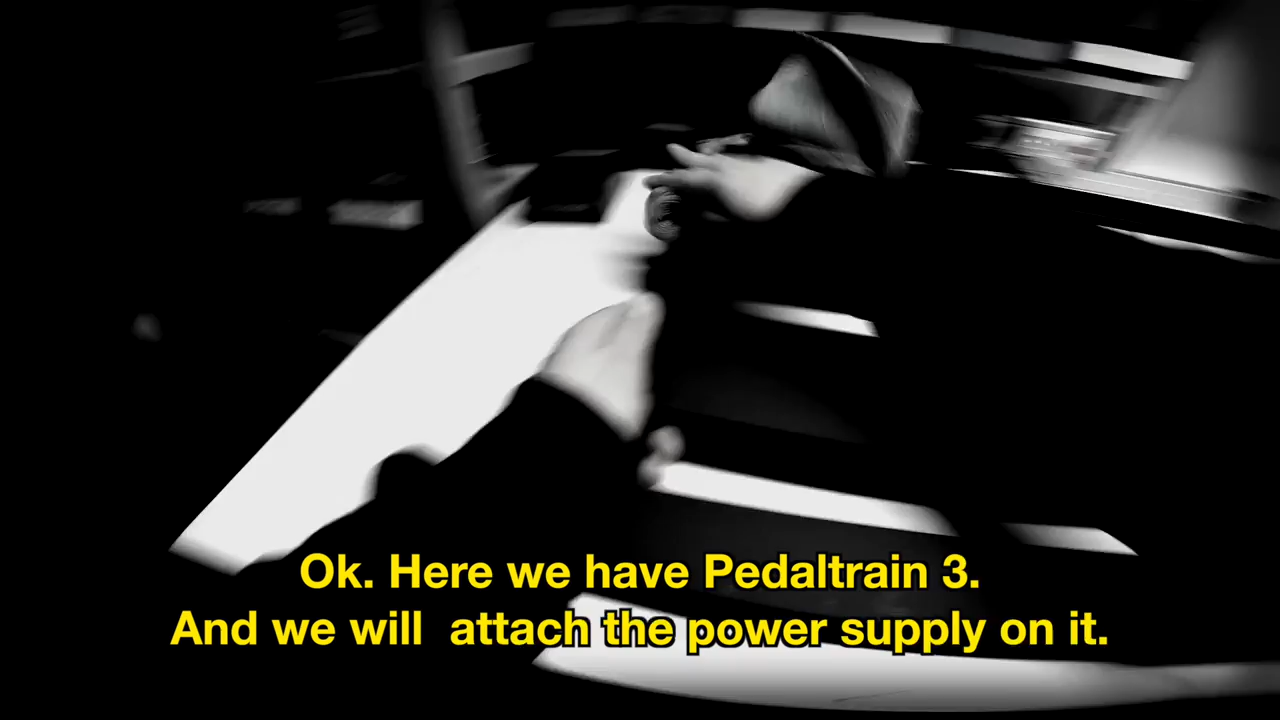 Ok. Here we have Pedaltrain 3.
And we will  attach the power supply on it.